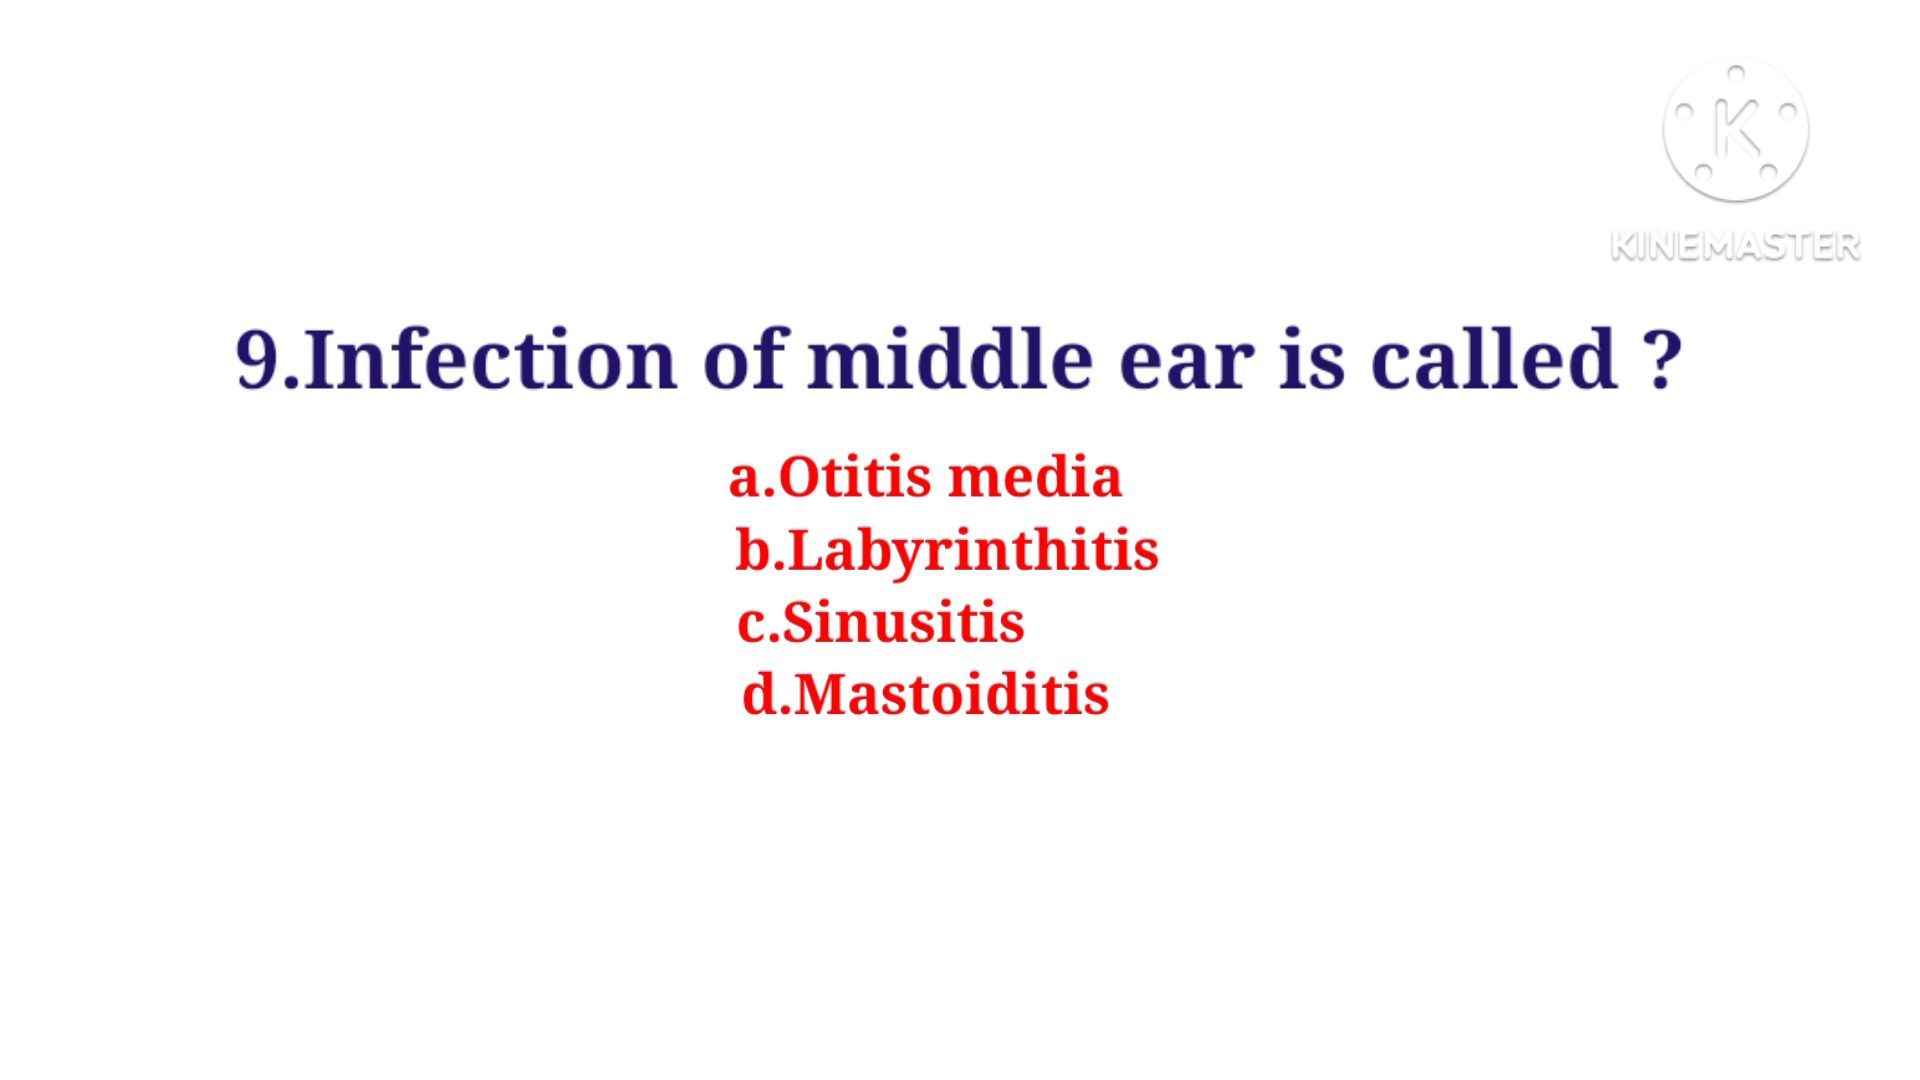 K
KINEMASTER
9.Infection of middle ear is called ?
a.Otitis media
b.Labyrinthitis
c.Sinusitis
d.Mastoiditis